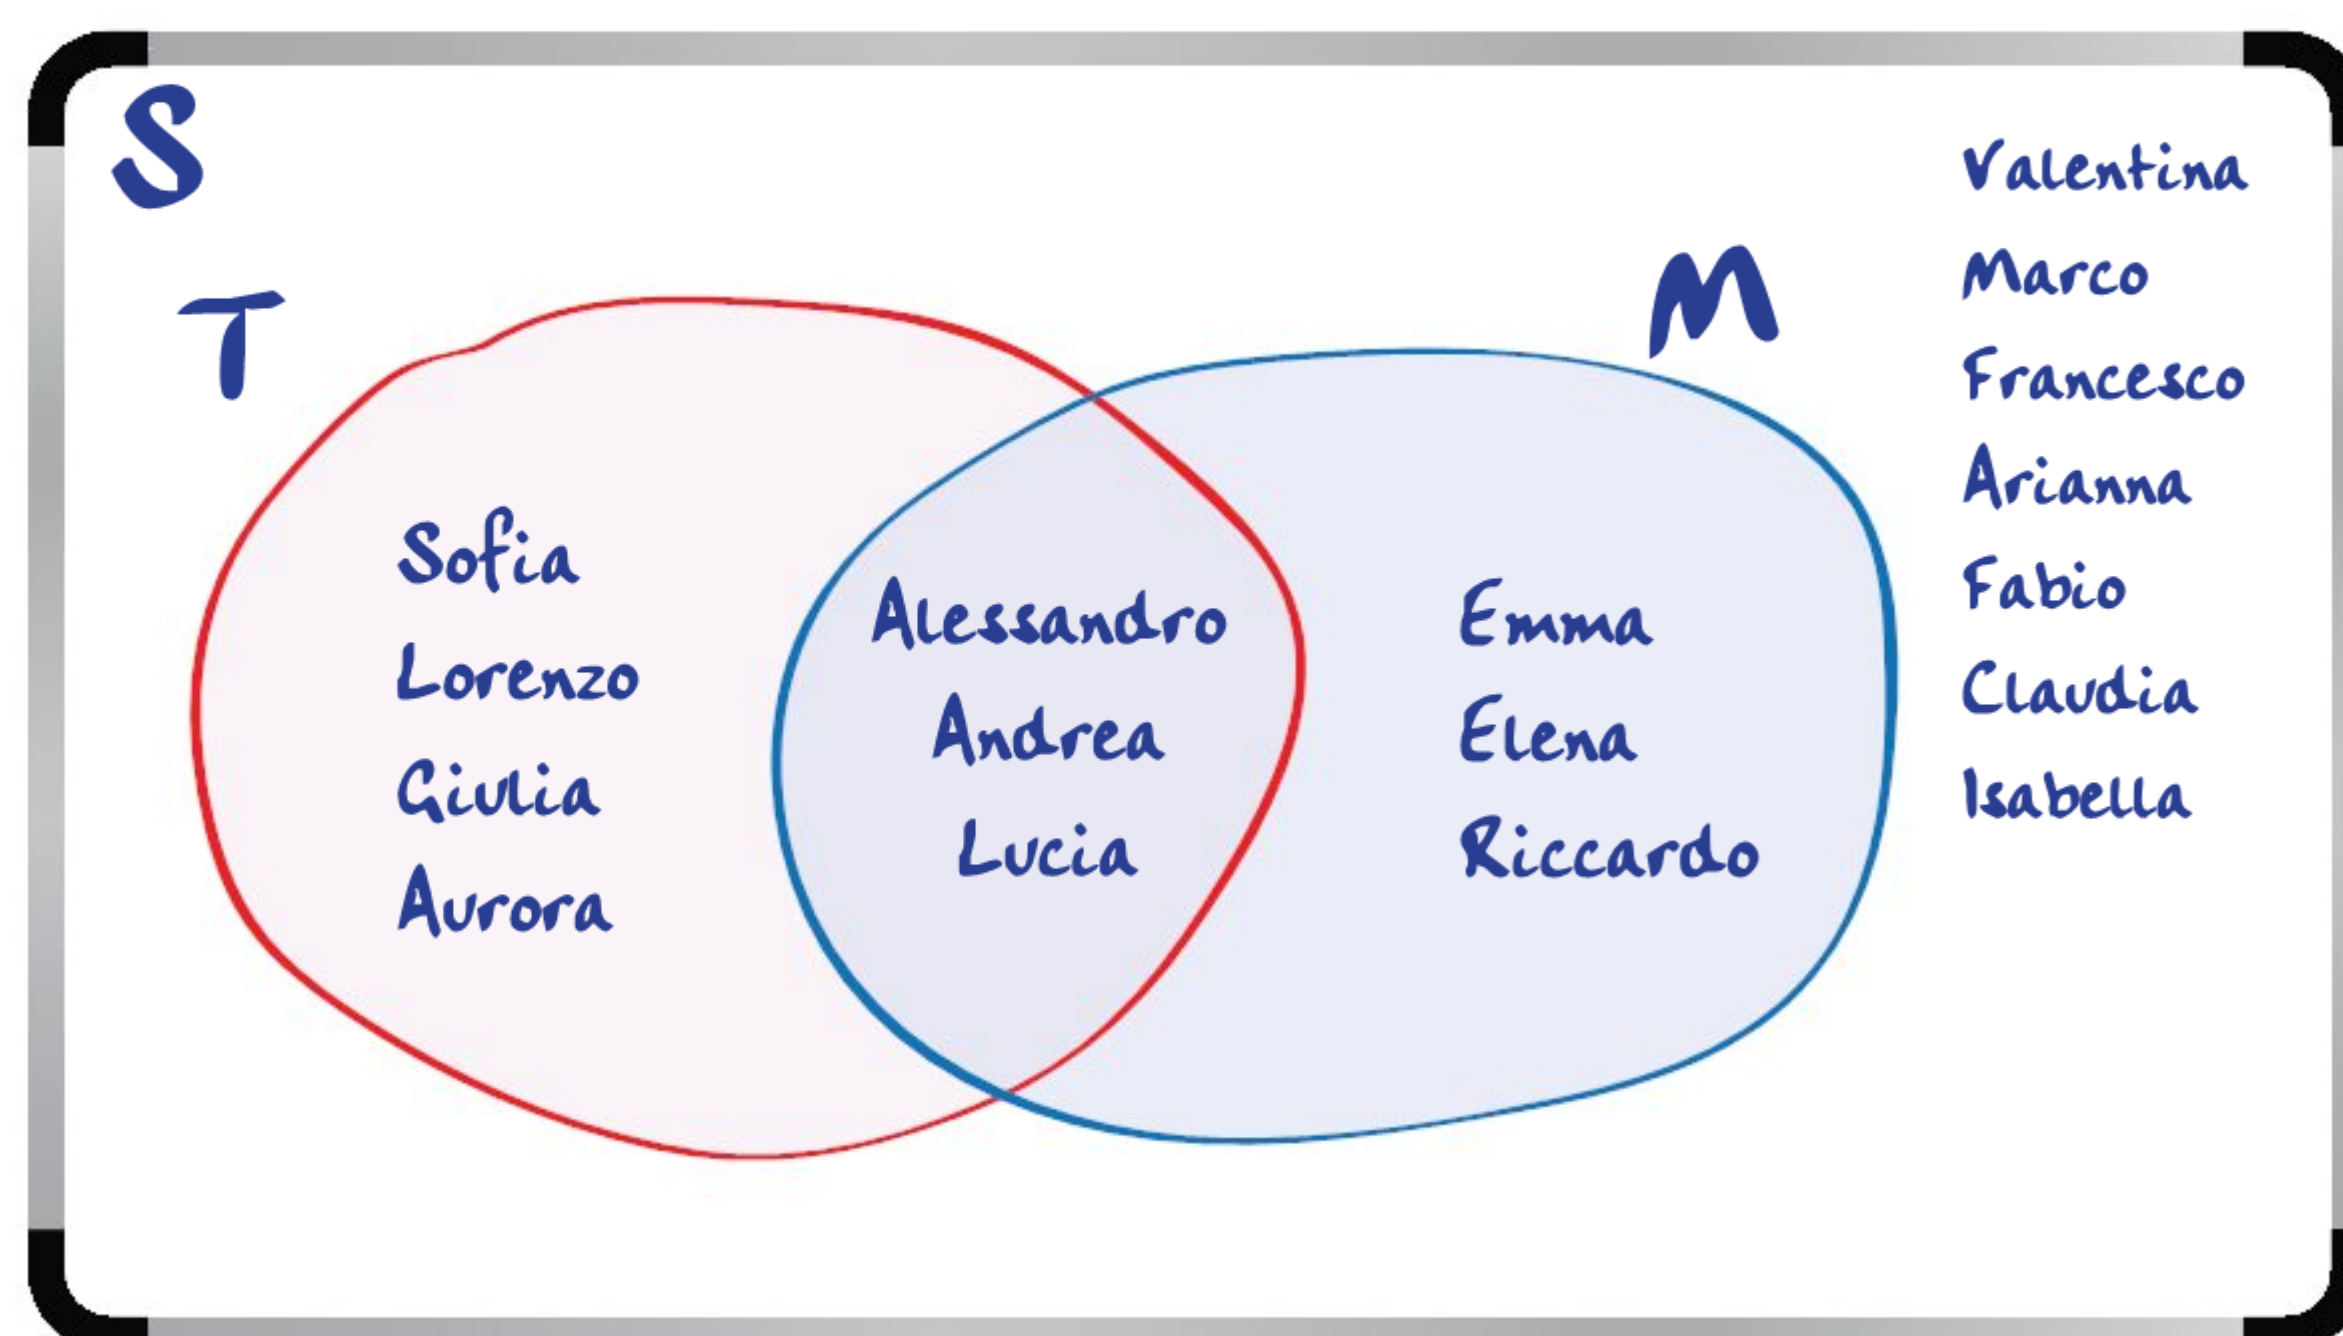 S
T
M
Sofia
Lorenzo
Giulia
Aurora
Alessandro
Andrea
Lucia
Emma
Elena
Riccardo
Valentina
Marco
Francesco
Arianna
Fabio
Claudia
Isabella